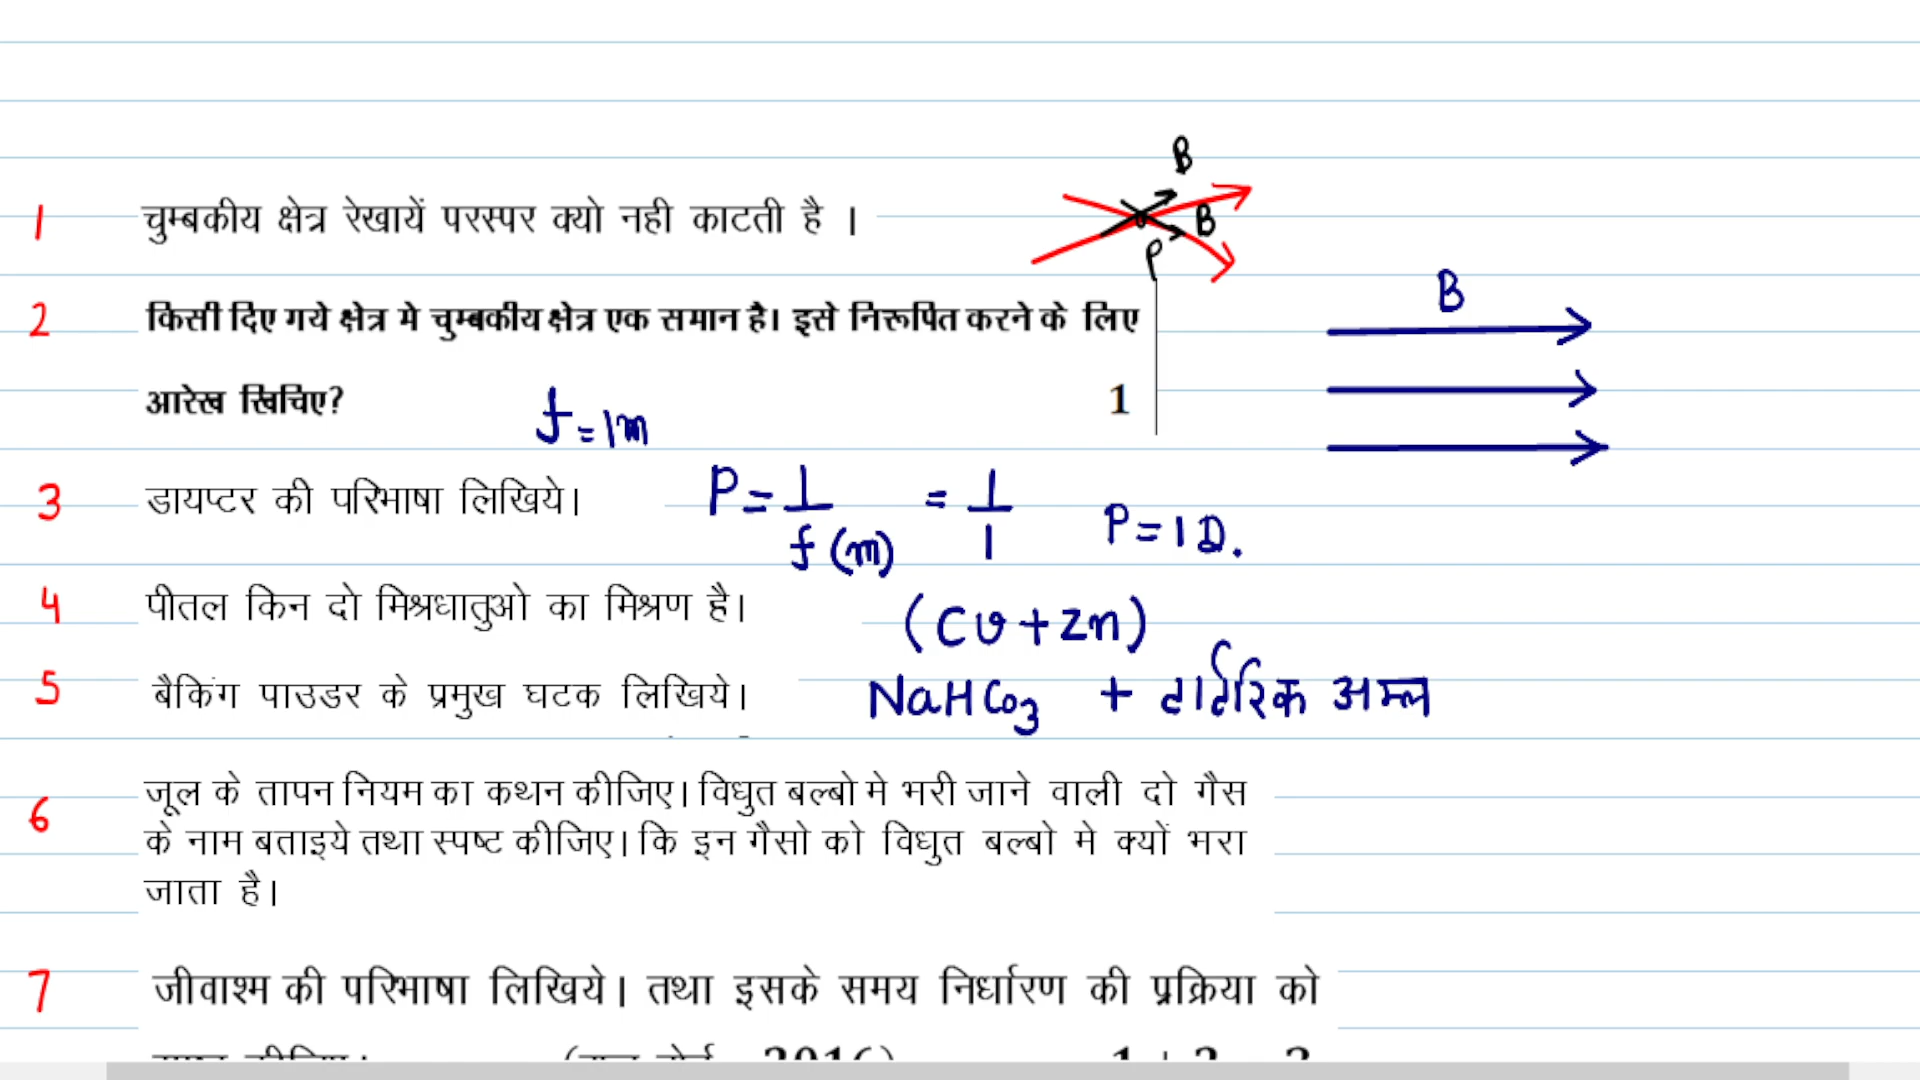 B
1 चुम्बकीय क्षेत्र रेखायें परस्पर क्यो नही काटती है ।
B
P
2 किसी दिए गये क्षेत्र मे चुम्बकीय क्षेत्र एक समान है। इसे निरूपित करने के लिए
B
आरेख खिचिए? 1
f = 1m
3 डायप्टर की परिभाषा लिखिये। P = 1/f(m) = 1/1 P = 1 D.
4 पीतल किन दो मिश्रधातुओ का मिश्रण है। (Cu + Zn)
5 बैकिंग पाउडर के प्रमुख घटक लिखिये। NaHCo3 + टार्टरिक अम्ल
6 जूल के तापन नियम का कथन कीजिए। विधुत बल्बो मे भरी जाने वाली दो गैस
के नाम बताइये तथा स्पष्ट कीजिए। कि इन गैसो को विधुत बल्बो मे क्यों भरा
जाता है।
7 जीवाश्म की परिभाषा लिखिये। तथा इसके समय निर्धारण की प्रक्रिया को